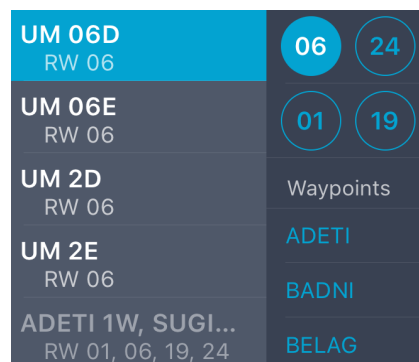 UM 06D
RW 06
UM 06E
RW 06
UM 2D
RW 06
UM 2E
RW 06
ADETI 1W, SUGI...
RW 01, 06, 19, 24
06 24
01 19
Waypoints
ADETI
BADNI
BELAG